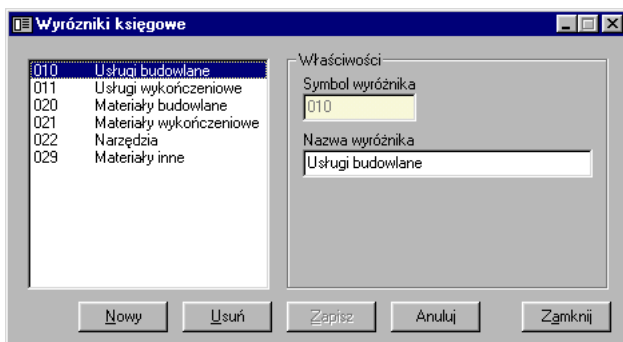 Wyrózniki księgowe
010 Usługi budowlane
011 Usługi wykończeniowe
020 Materiały budowlane
021 Materiały wykończeniowe
022 Narzędzia
029 Materiały inne
Właściwości
Symbol wyróżnika
010
Nazwa wyróżnika
Usługi budowlane
Nowy
Usuń
Zapisz
Anuluj
Zamknij